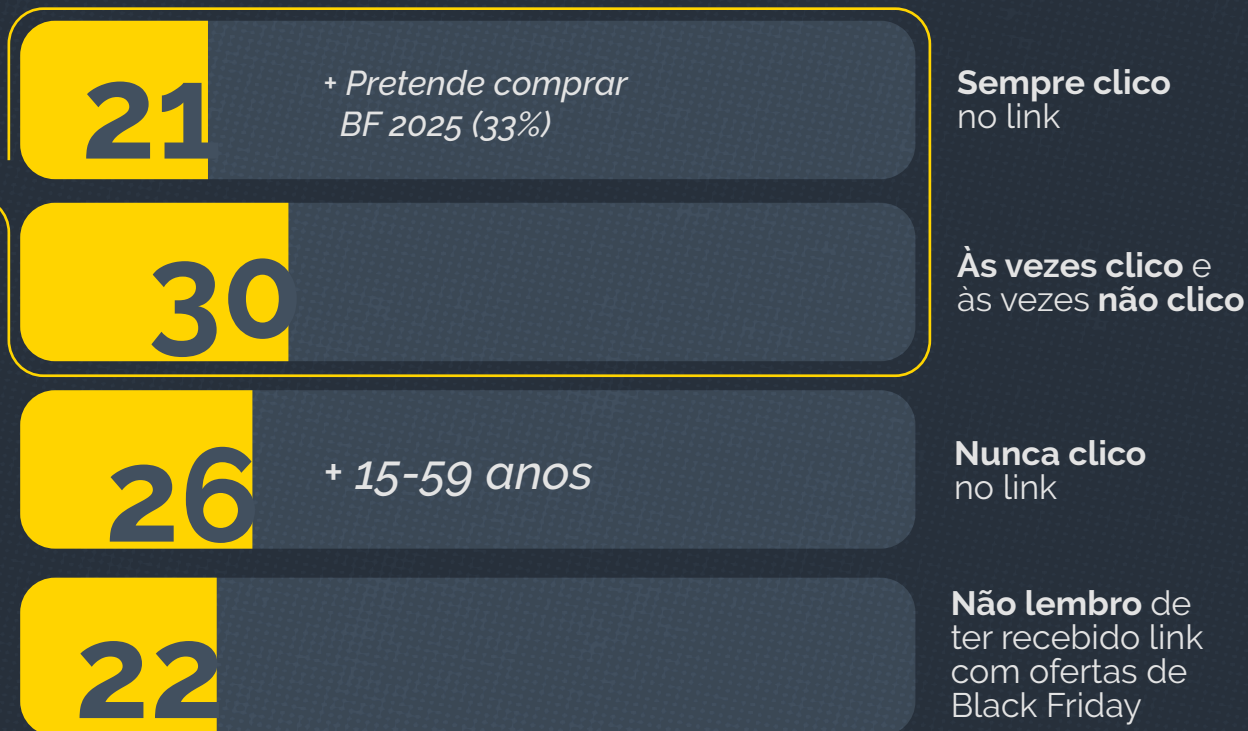 21
+ Pretende comprar
BF 2025 (33%)
Sempre clico
no link
30
Às vezes clico e
às vezes não clico
26
+ 15-59 anos
Nunca clico
no link
22
Não lembro de
ter recebido link
com ofertas de
Black Friday